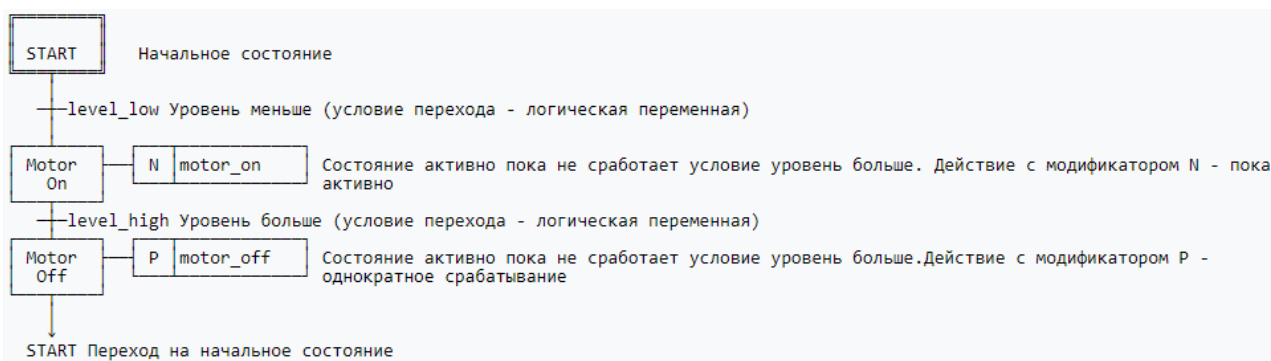 START Начальное состояние
level_low Уровень меньше (условие перехода - логическая переменная)
Motor On N motor_on Состояние активно пока не сработает условие уровень больше. Действие с модификатором N - пока
активно
level_high Уровень больше (условие перехода - логическая переменная)
Motor Off P motor_off Состояние активно пока не сработает условие уровень больше.Действие с модификатором P -
однократное срабатывание
START Переход на начальное состояние